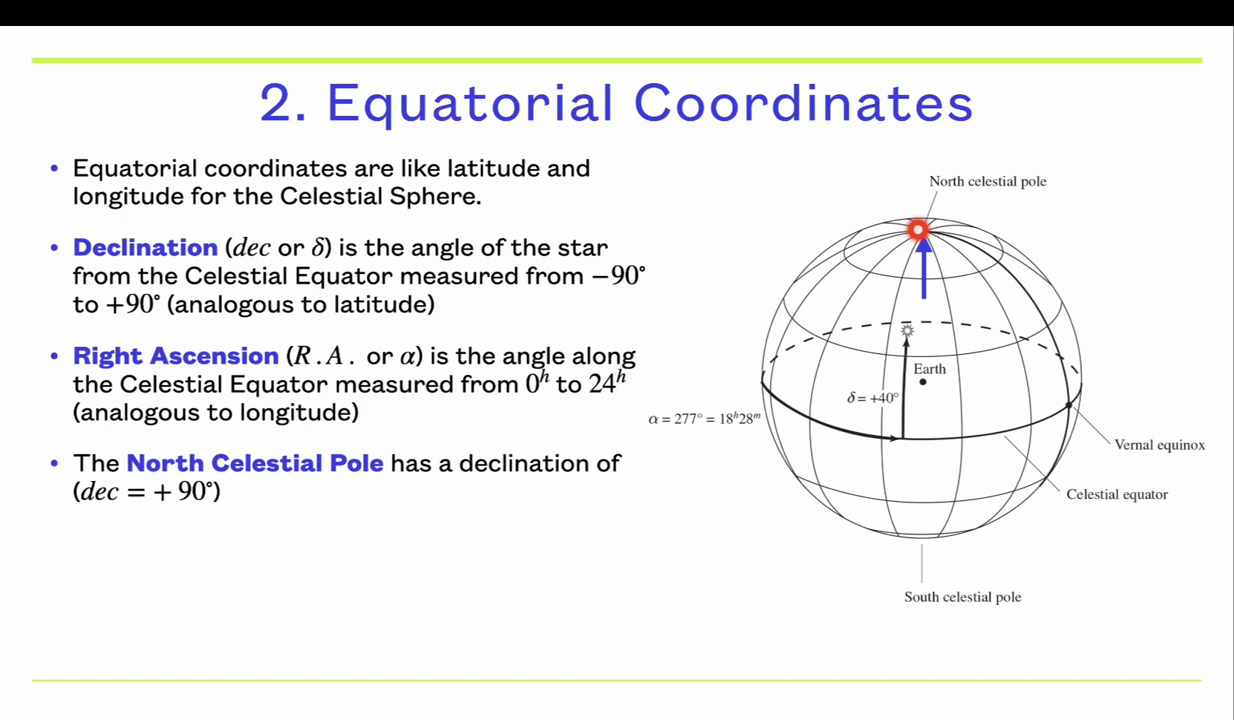 2. Equatorial Coordinates
• Equatorial coordinates are like latitude and
longitude for the Celestial Sphere.
• Declination (dec or δ) is the angle of the star
from the Celestial Equator measured from −90°
to +90° (analogous to latitude)
• Right Ascension (R.A. or α) is the angle along
the Celestial Equator measured from 0ʰ to 24ʰ
(analogous to longitude)
• The North Celestial Pole has a declination of
(dec = + 90°)
North celestial pole
Earth
δ = +40°
α = 277° = 18ʰ28ᵐ
Vernal equinox
Celestial equator
South celestial pole